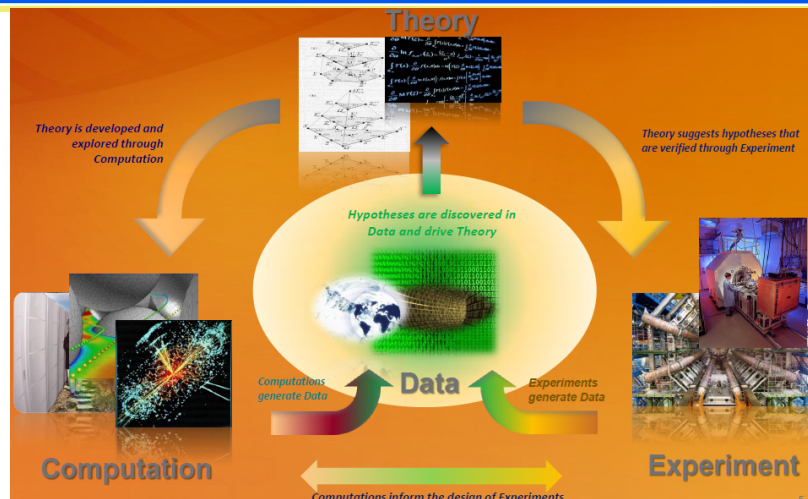 Theory
Theory is developed and
explored through
Computation
Theory suggests hypotheses that
are verified through Experiment
Hypotheses are discovered in
Data and drive Theory
Computations
generate Data
Data
Experiments
generate Data
Computation
Experiment
Computations inform the design of Experiments